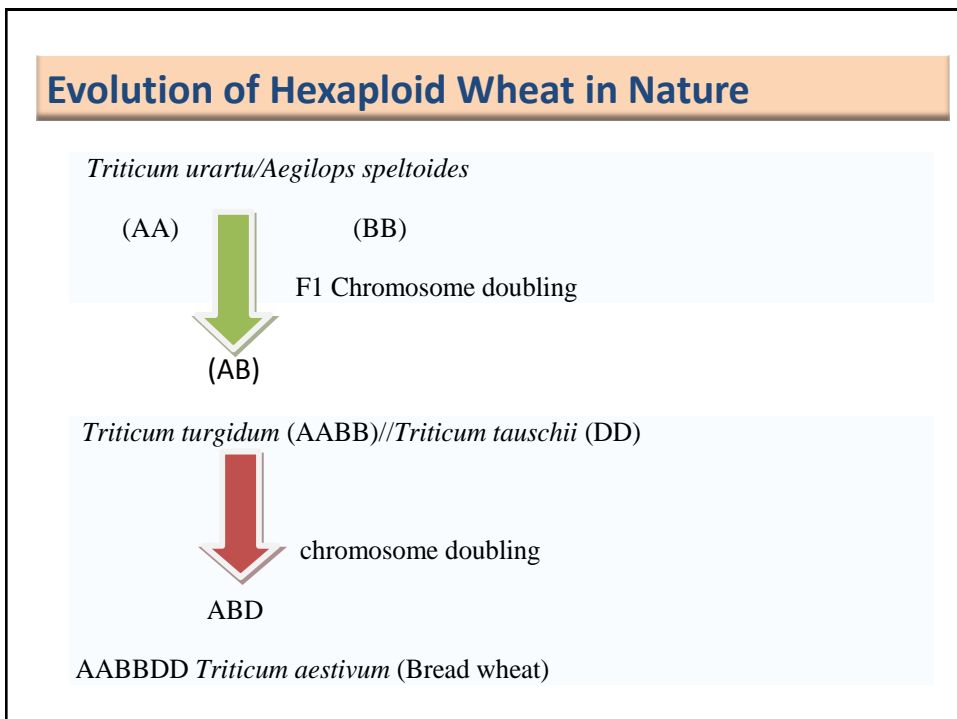 Evolution of Hexaploid Wheat in Nature
Triticum urartu/Aegilops speltoides
(AA) (BB)
F1 Chromosome doubling
(AB)
Triticum turgidum (AABB)//Triticum tauschii (DD)
chromosome doubling
ABD
AABBDD Triticum aestivum (Bread wheat)